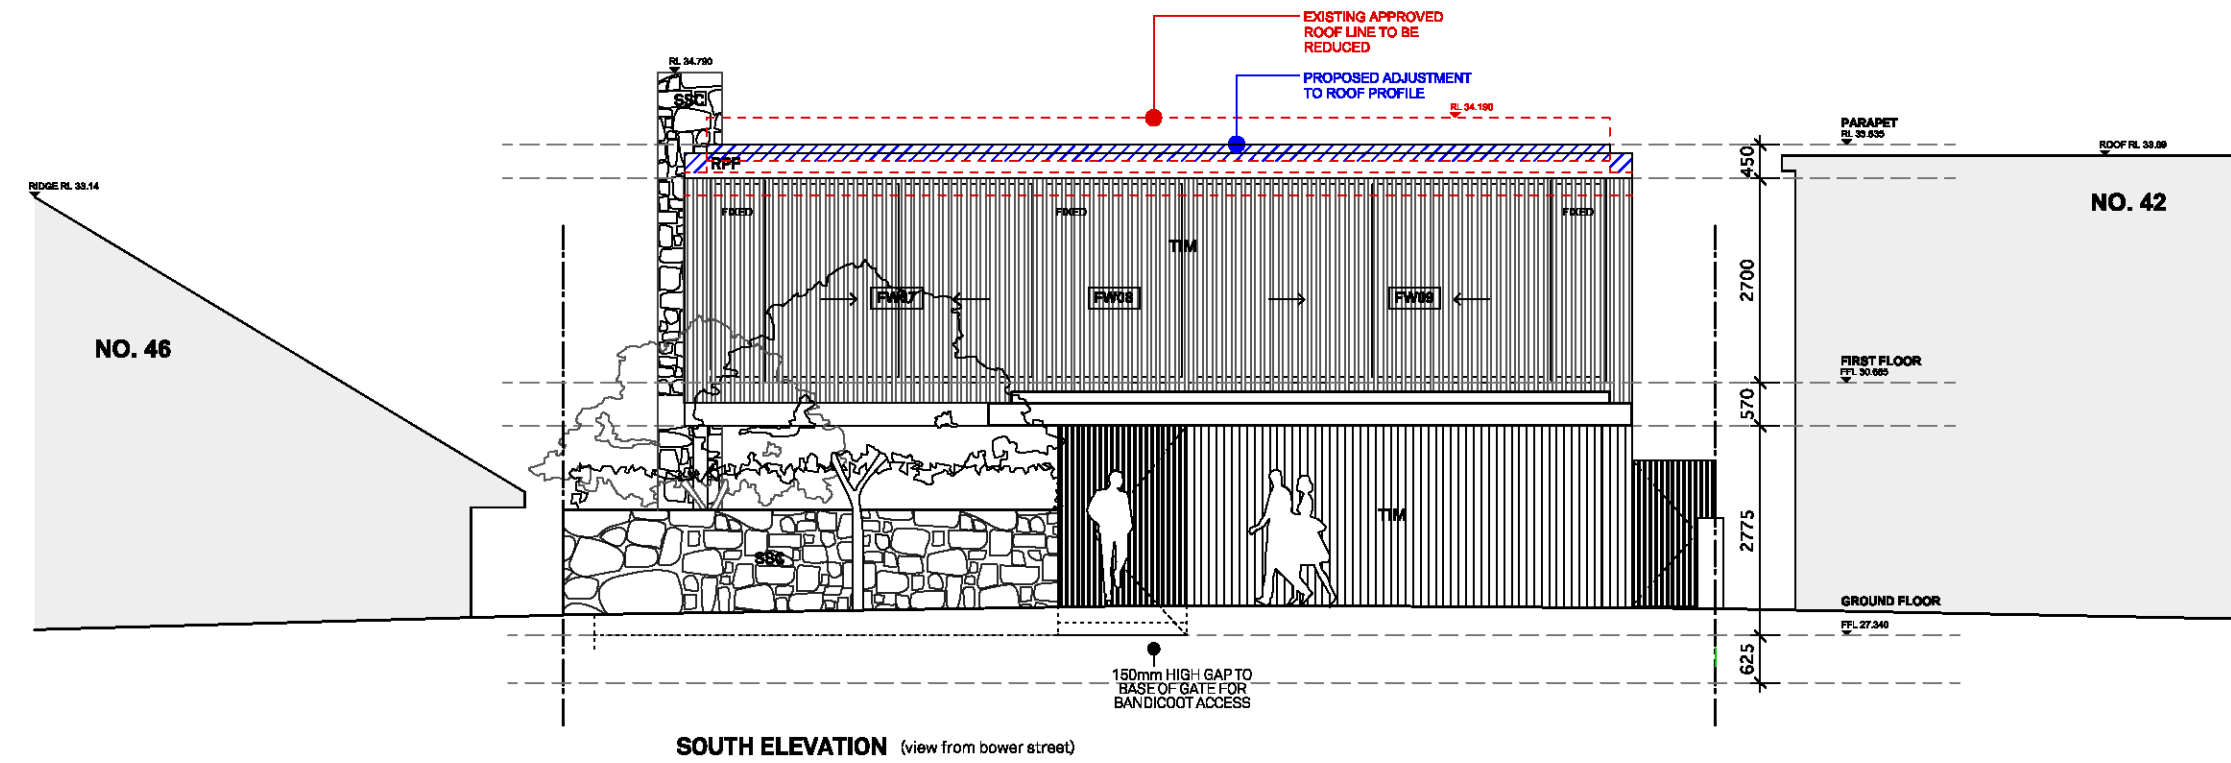 EXISTING APPROVED
ROOF LINE TO BE
REDUCED
RL 34.790
PROPOSED ADJUSTMENT
TO ROOF PROFILE
SSC
RL 34.190
PARAPET
RL 33.835
ROOF RL 33.89
RPF
450
RIDGE RL 33.14
NO. 42
FIXED
FIXED
FIXED
TIM
2700
FW07
FW08
FW09
NO. 46
FIRST FLOOR
FFL 30.685
570
TIM
2775
SSC
GROUND FLOOR
FFL 27.340
625
150mm HIGH GAP TO
BASE OF GATE FOR
BANDICOOT ACCESS
SOUTH ELEVATION (view from bower street)